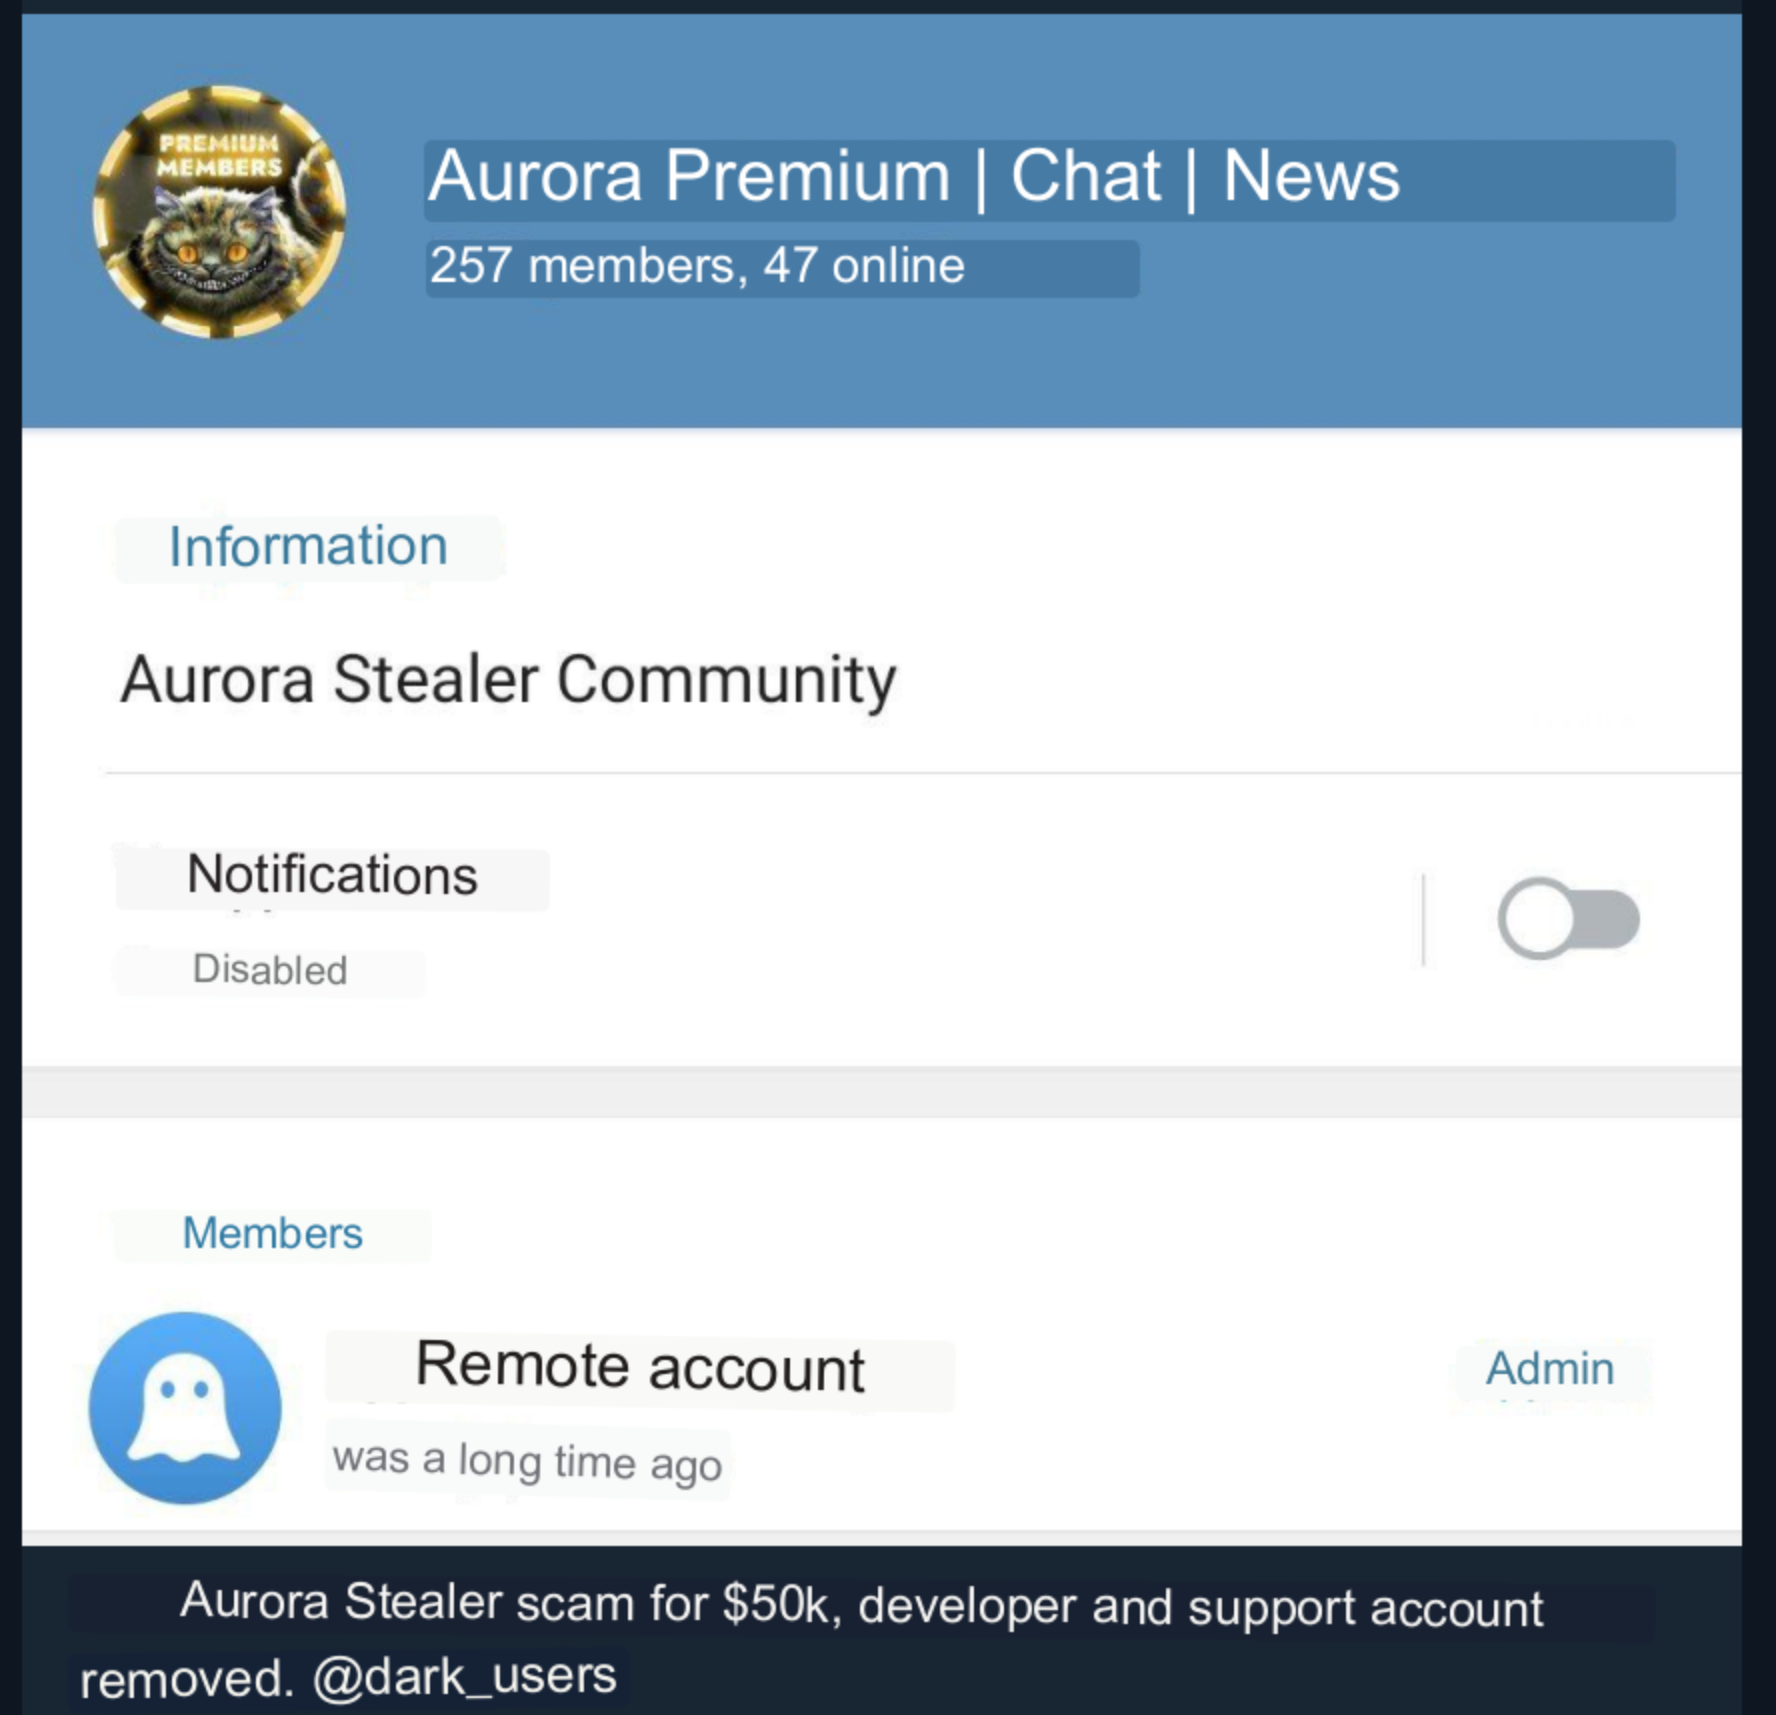 PREMIUM
MEMBERS
Aurora Premium | Chat | News
257 members, 47 online
Information
Aurora Stealer Community
Notifications
Disabled
Members
Remote account
Admin
was a long time ago
Aurora Stealer scam for $50k, developer and support account
removed. @dark_users